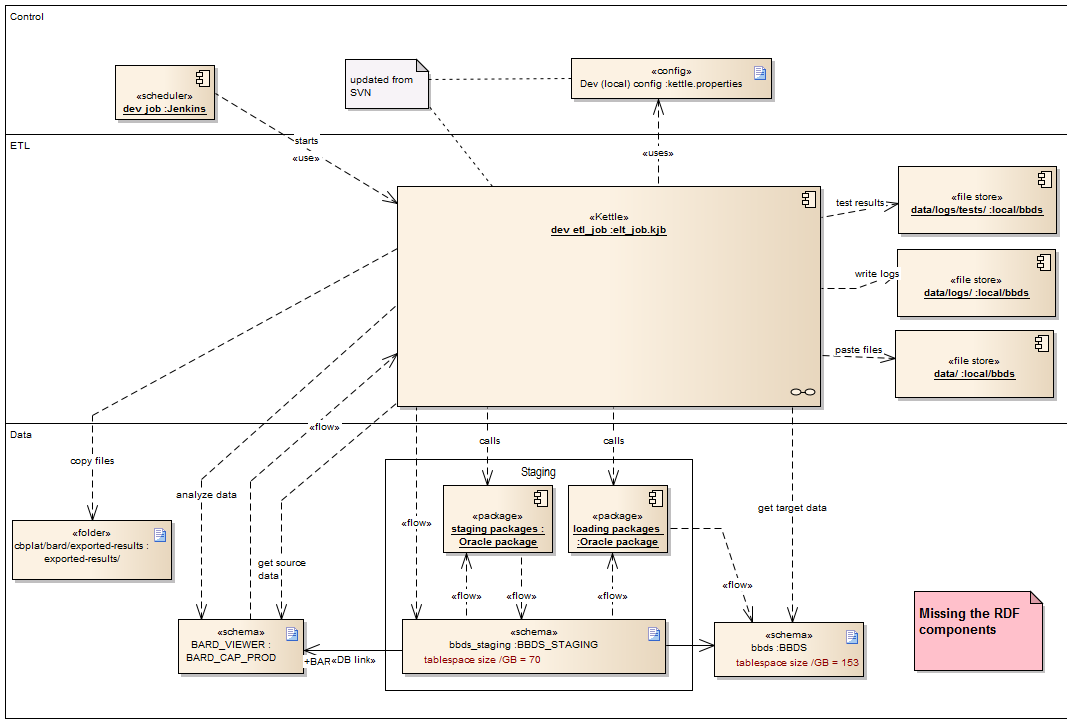 Control
«scheduler»
dev job :Jenkins
updated from
SVN
«config»
Dev (local) config :kettle.properties
starts
«use»
«uses»
ETL
«Kettle»
dev etl_job :elt_job.kjb
test results
«file store»
data/logs/tests/ :local/bbds
write logs
«file store»
data/logs/ :local/bbds
paste files
«file store»
data/ :local/bbds
Data
«flow»
calls
calls
copy files
analyze data
«flow»
get target data
Staging
«package»
staging packages :
Oracle package
«package»
loading packages
:Oracle package
«folder»
cbplat/bard/exported-results :
exported-results/
get source
data
«flow»
«flow»
«flow»
«flow»
«schema»
BARD_VIEWER :
BARD_CAP_PROD
+BAR
«DB link»
«schema»
bbds_staging :BBDS_STAGING
tablespace size /GB = 70
«schema»
bbds :BBDS
tablespace size /GB = 153
Missing the RDF
components